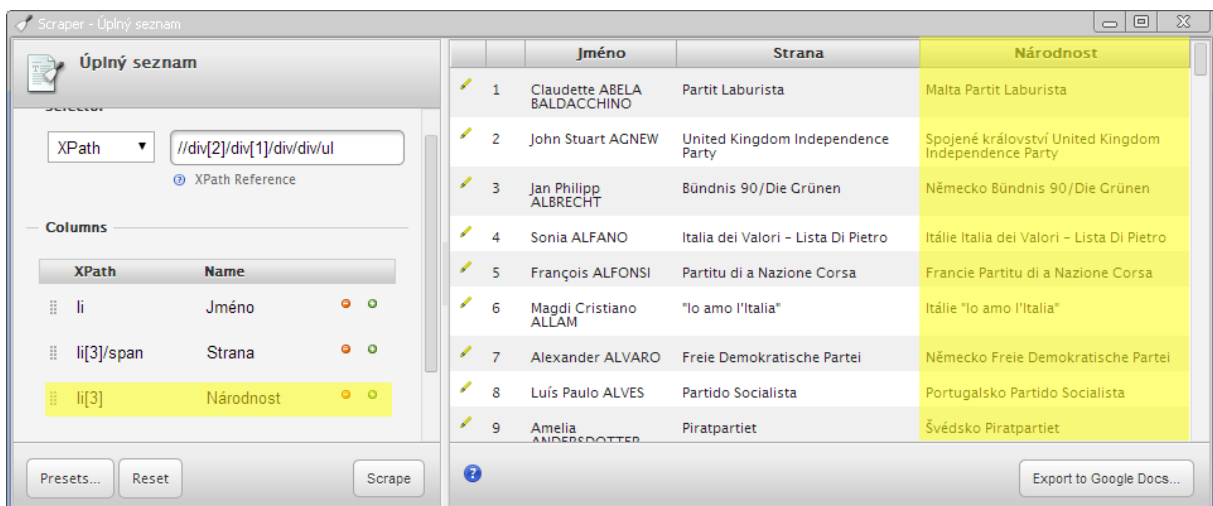 Scraper - Úplný seznam
Úplný seznam
Selector
XPath
//div[2]/div[1]/div/div/ul
XPath Reference
Columns
XPath Name
li Jméno
li[3]/span Strana
li[3] Národnost
Presets...
Reset
Scrape
Jméno Strana Národnost
1 Claudette ABELA Partit Laburista Malta Partit Laburista
BALDACCHINO
2 John Stuart AGNEW United Kingdom Independence Spojené království United Kingdom
Party Independence Party
3 Jan Philipp Bündnis 90/Die Grünen Německo Bündnis 90/Die Grünen
ALBRECHT
4 Sonia ALFANO Italia dei Valori - Lista Di Pietro Itálie Italia dei Valori - Lista Di Pietro
5 François ALFONSI Partitu di a Nazione Corsa Francie Partitu di a Nazione Corsa
6 Magdi Cristiano "Io amo l'Italia" Itálie "Io amo l'Italia"
ALLAM
7 Alexander ALVARO Freie Demokratische Partei Německo Freie Demokratische Partei
8 Luís Paulo ALVES Partido Socialista Portugalsko Partido Socialista
9 Amelia Piratpartiet Švédsko Piratpartiet
ANDERSDOTTER
Export to Google Docs...